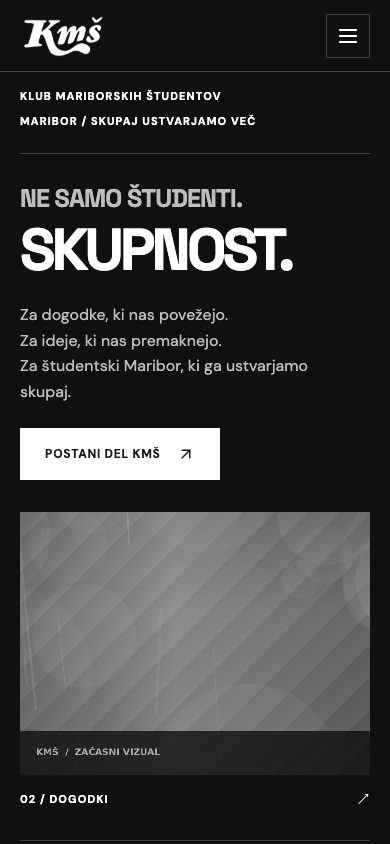 Kmš
KLUB MARIBORSKIH ŠTUDENTOV
MARIBOR / SKUPAJ USTVARJAMO VEČ
NE SAMO ŠTUDENTI.
SKUPNOST.
Za dogodke, ki nas povežejo.
Za ideje, ki nas premaknejo.
Za študentski Maribor, ki ga ustvarjamo
skupaj.
POSTANI DEL KMŠ
KMŠ / ZAČASNI VIZUAL
02 / DOGODKI